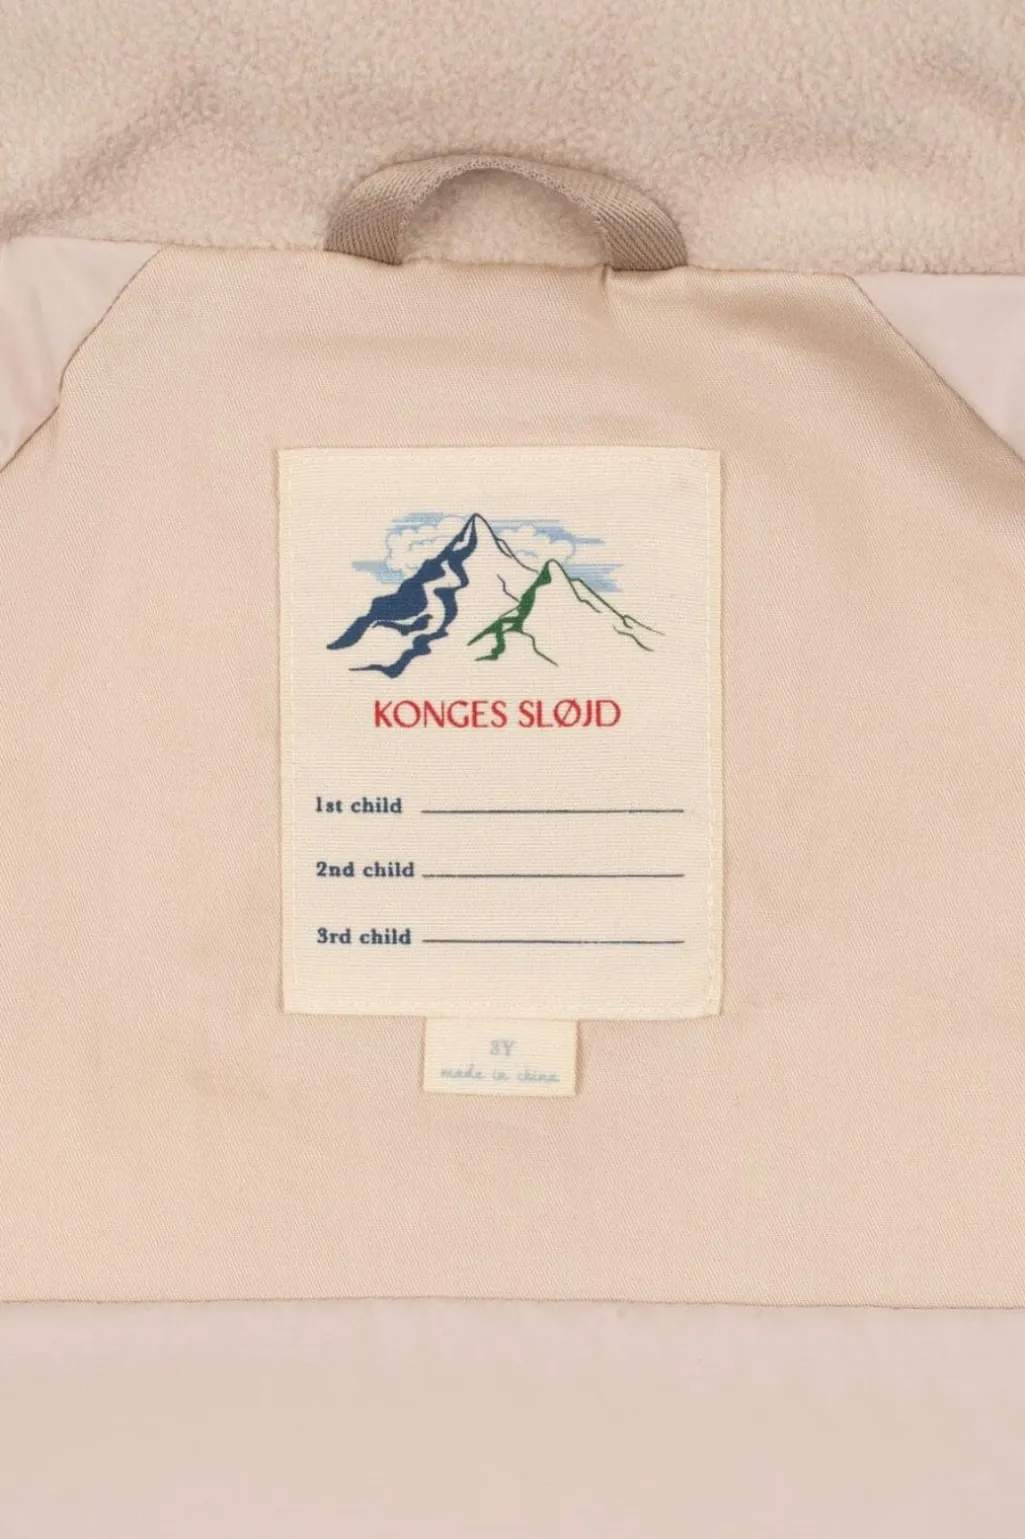 KONGES SLØJD
1st child
2nd child
3rd child
3Y
made in china